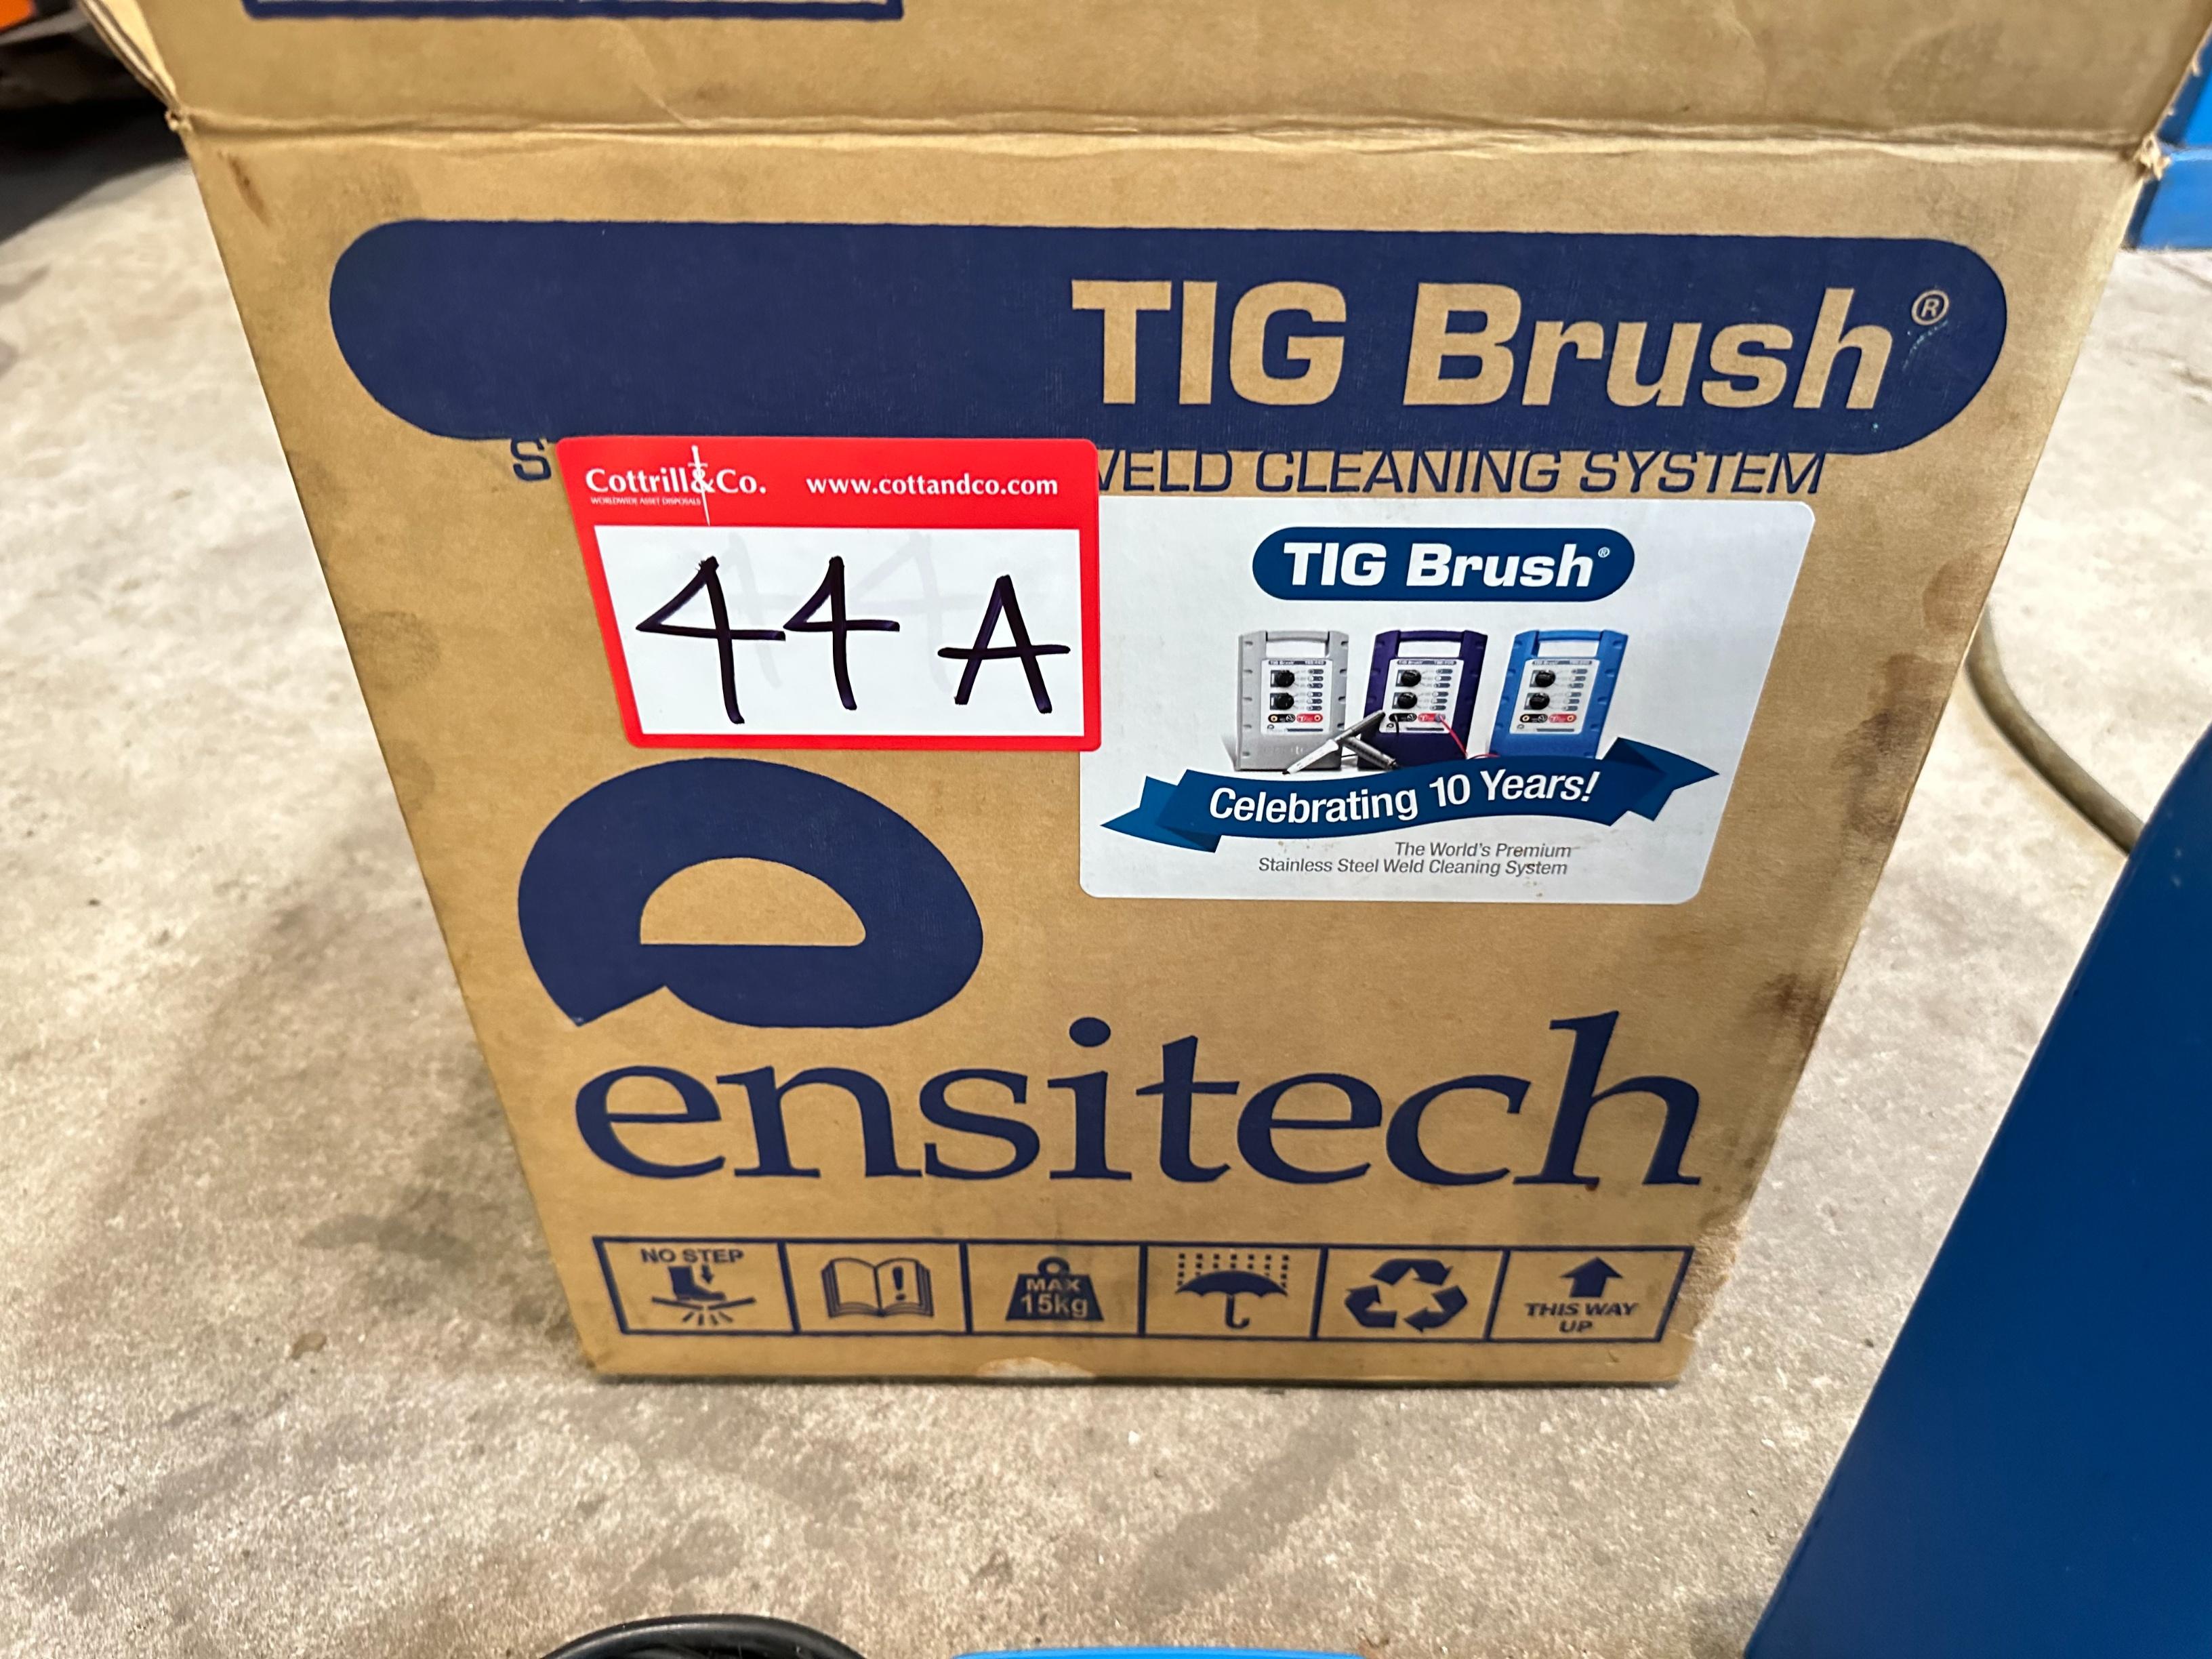 TIG Brush®
WELD CLEANING SYSTEM
Cottrill&Co.
WORLDWIDE ASSET DISPOSALS
www.cottandco.com
44 A
TIG Brush®
Celebrating 10 Years!
The World's Premium
Stainless Steel Weld Cleaning System
ensitech
NO STEP
MAX
15kg
THIS WAY
UP